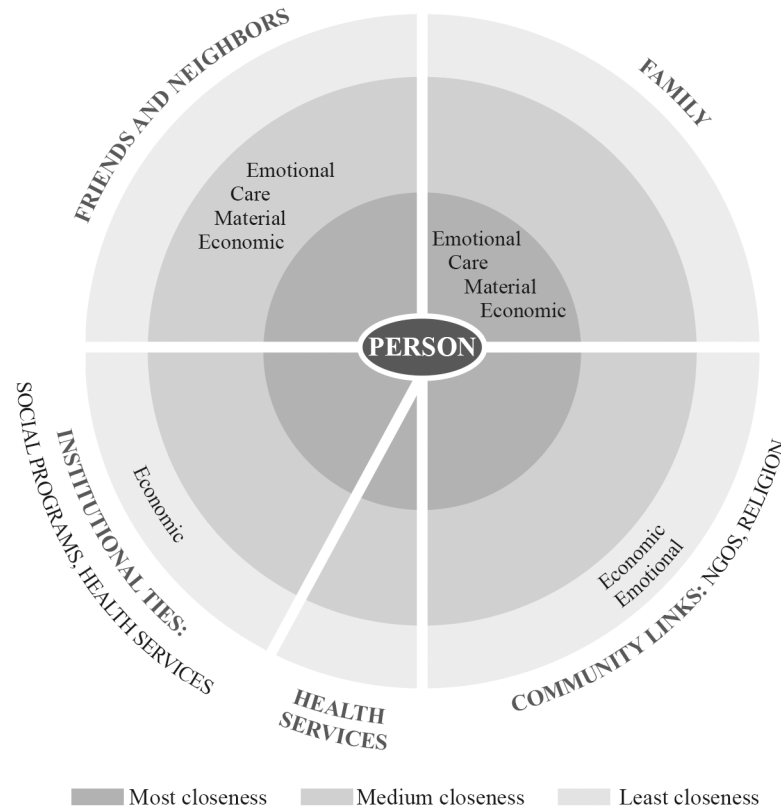 FRIENDS AND NEIGHBORS
FAMILY
Emotional
Care
Material
Economic
Emotional
Care
Material
Economic
PERSON
INSTITUTIONAL TIES:
SOCIAL PROGRAMS, HEALTH SERVICES
Economic
HEALTH
SERVICES
Economic
Emotional
COMMUNITY LINKS: NGOS, RELIGION
Most closeness
Medium closeness
Least closeness